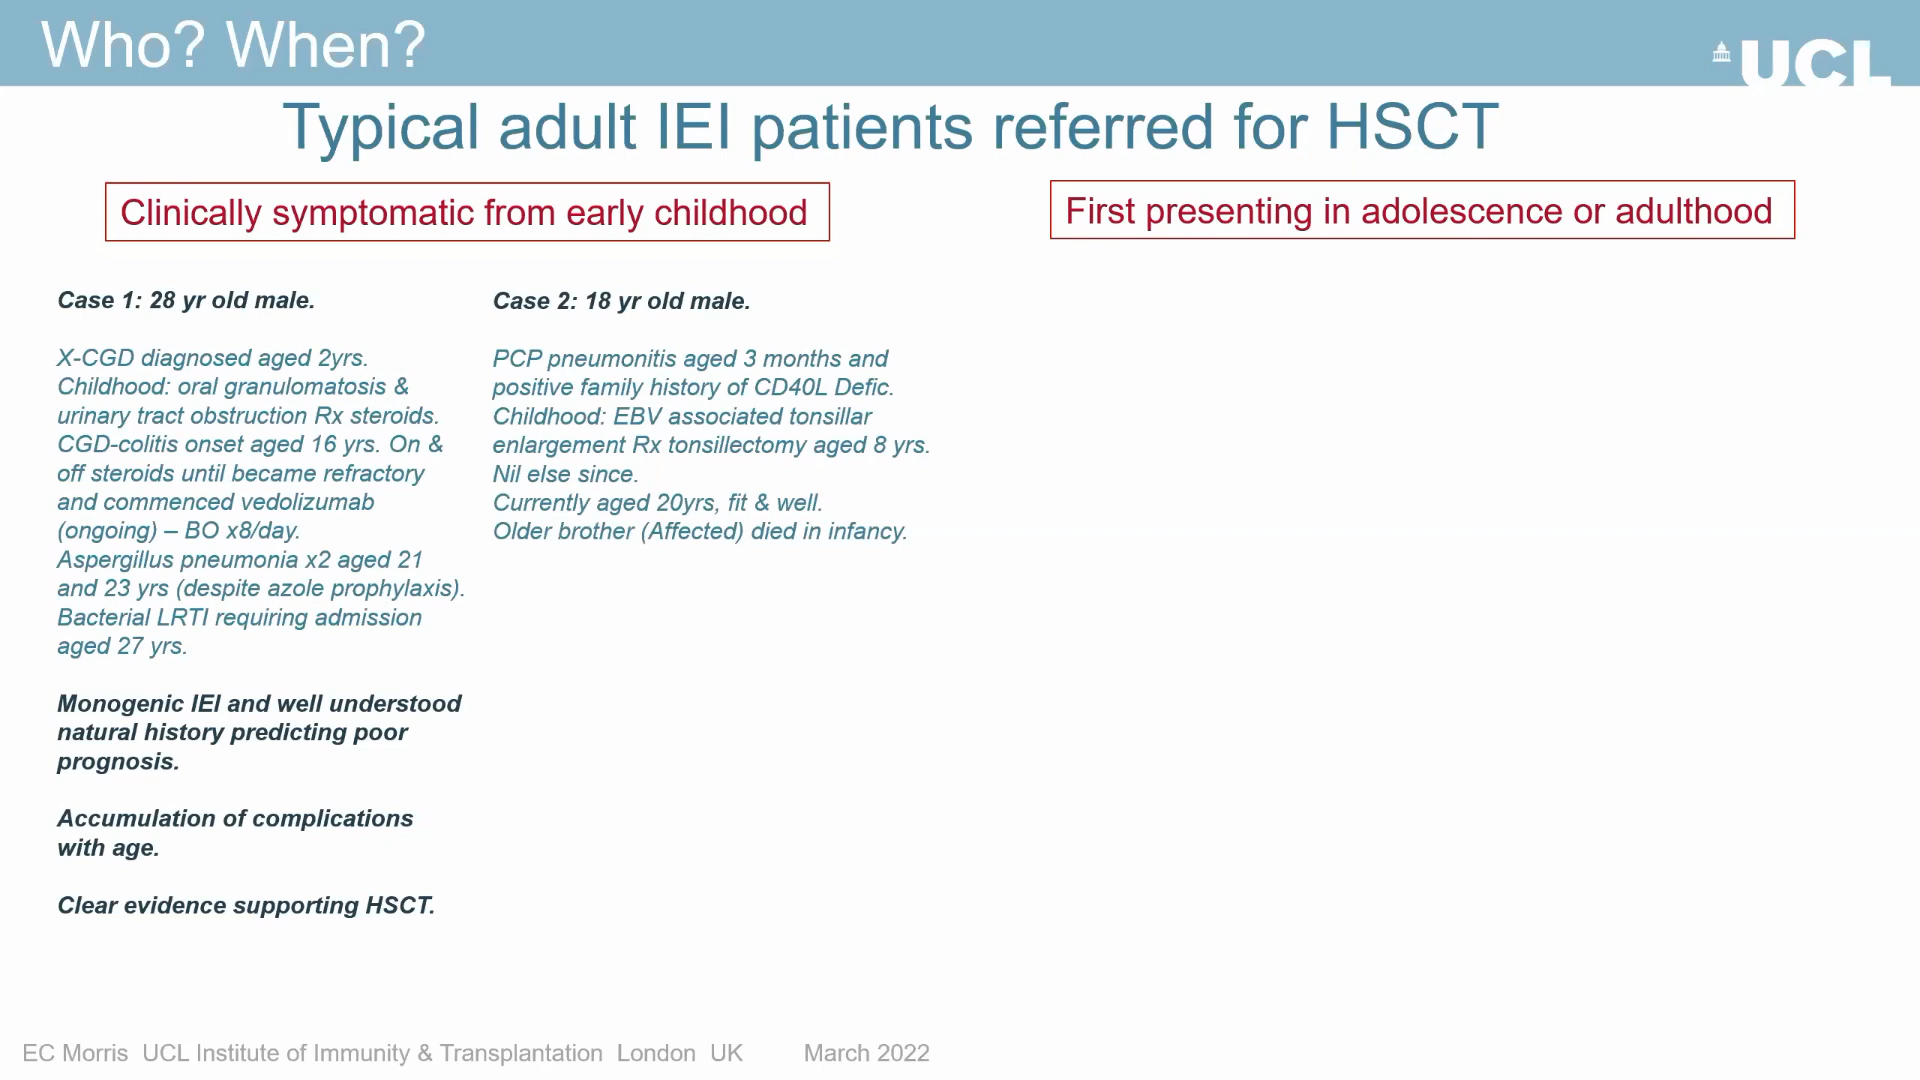 Who? When?
UCL
Typical adult IEI patients referred for HSCT
Clinically symptomatic from early childhood
First presenting in adolescence or adulthood
Case 1: 28 yr old male.
X-CGD diagnosed aged 2yrs.
Childhood: oral granulomatosis &
urinary tract obstruction Rx steroids.
CGD-colitis onset aged 16 yrs. On &
off steroids until became refractory
and commenced vedolizumab
(ongoing) – BO x8/day.
Aspergillus pneumonia x2 aged 21
and 23 yrs (despite azole prophylaxis).
Bacterial LRTI requiring admission
aged 27 yrs.
Monogenic IEI and well understood
natural history predicting poor
prognosis.
Accumulation of complications
with age.
Clear evidence supporting HSCT.
Case 2: 18 yr old male.
PCP pneumonitis aged 3 months and
positive family history of CD40L Defic.
Childhood: EBV associated tonsillar
enlargement Rx tonsillectomy aged 8 yrs.
Nil else since.
Currently aged 20yrs, fit & well.
Older brother (Affected) died in infancy.
EC Morris UCL Institute of Immunity & Transplantation London UK March 2022